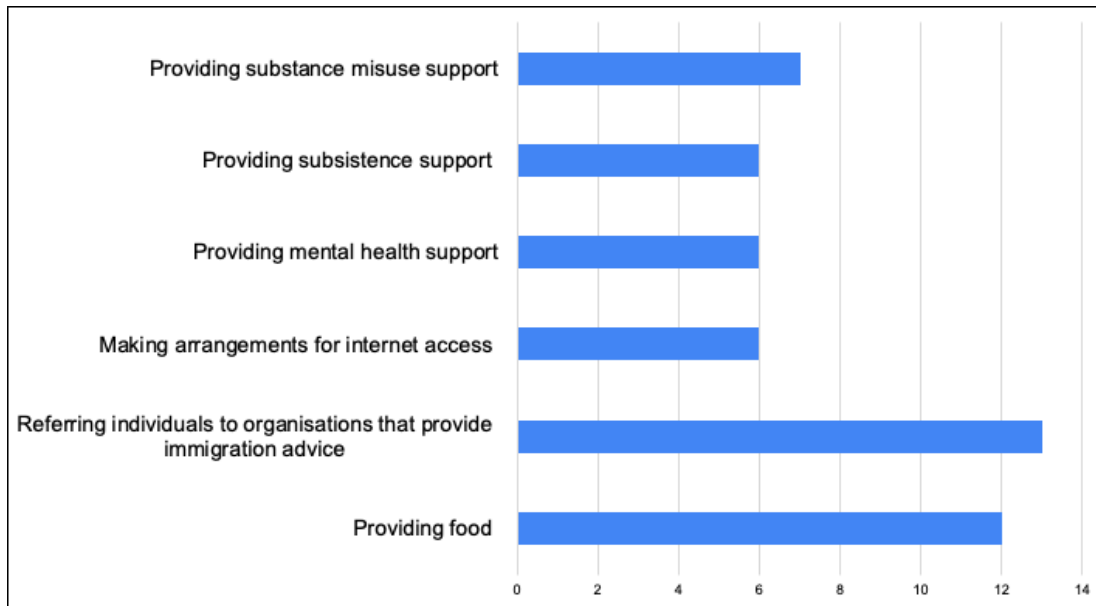 Providing substance misuse support
Providing subsistence support
Providing mental health support
Making arrangements for internet access
Referring individuals to organisations that provide
immigration advice
Providing food
0 2 4 6 8 10 12 14